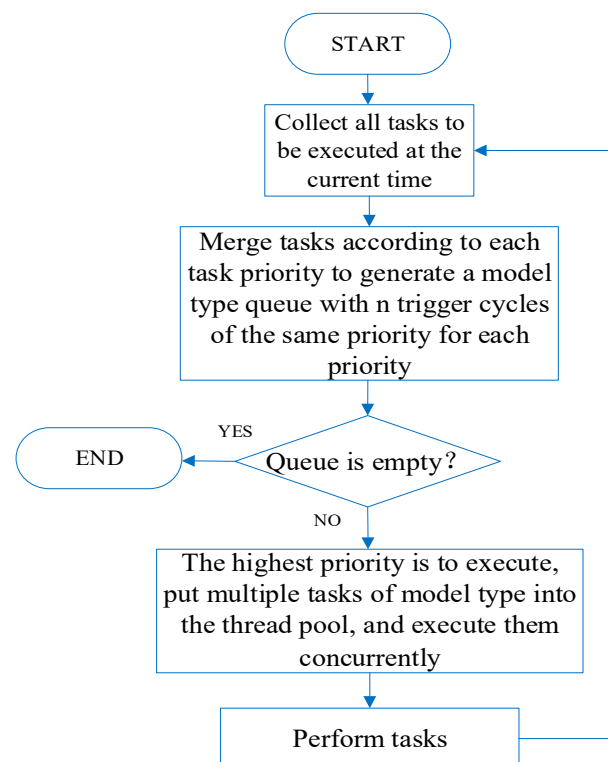 START
Collect all tasks to
be executed at the
current time
Merge tasks according to each
task priority to generate a model
type queue with n trigger cycles
of the same priority for each
priority
YES
END
Queue is empty?
NO
The highest priority is to execute,
put multiple tasks of model type into
the thread pool, and execute them
concurrently
Perform tasks